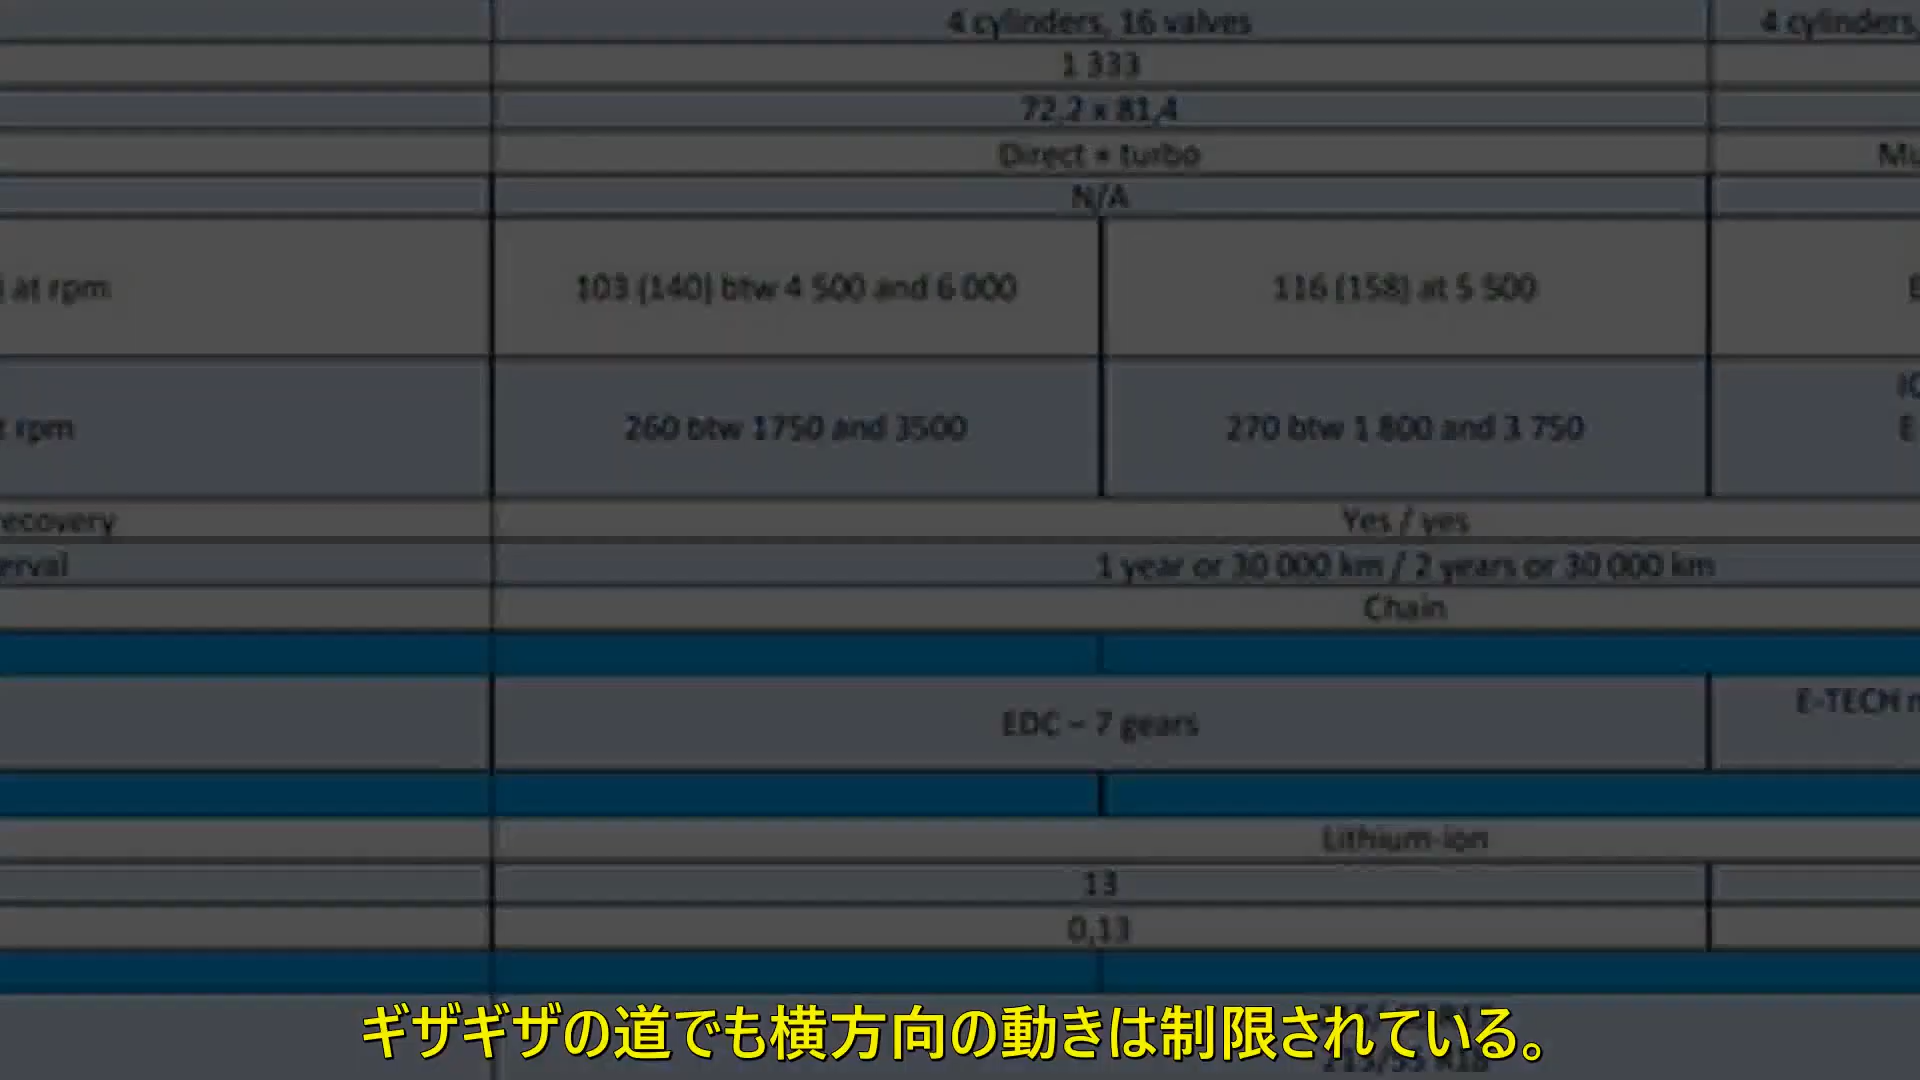 4 cylinders, 16 valves 4 cylinders,
1 333
72,2 x 81,4
Direct + turbo
N/A
at rpm 103 (140) btw 4 500 and 6 000 116 (158) at 5 500 E
rpm 260 btw 1750 and 3500 270 btw 1 800 and 3 750 E
recovery Yes / yes
erval 1 year or 30 000 km / 2 years or 30 000 km
Chain
EDC – 7 gears E-TECH
Lithium-ion
13
0,13
ギザギザの道でも横方向の動きは制限されている。
215/55 R18